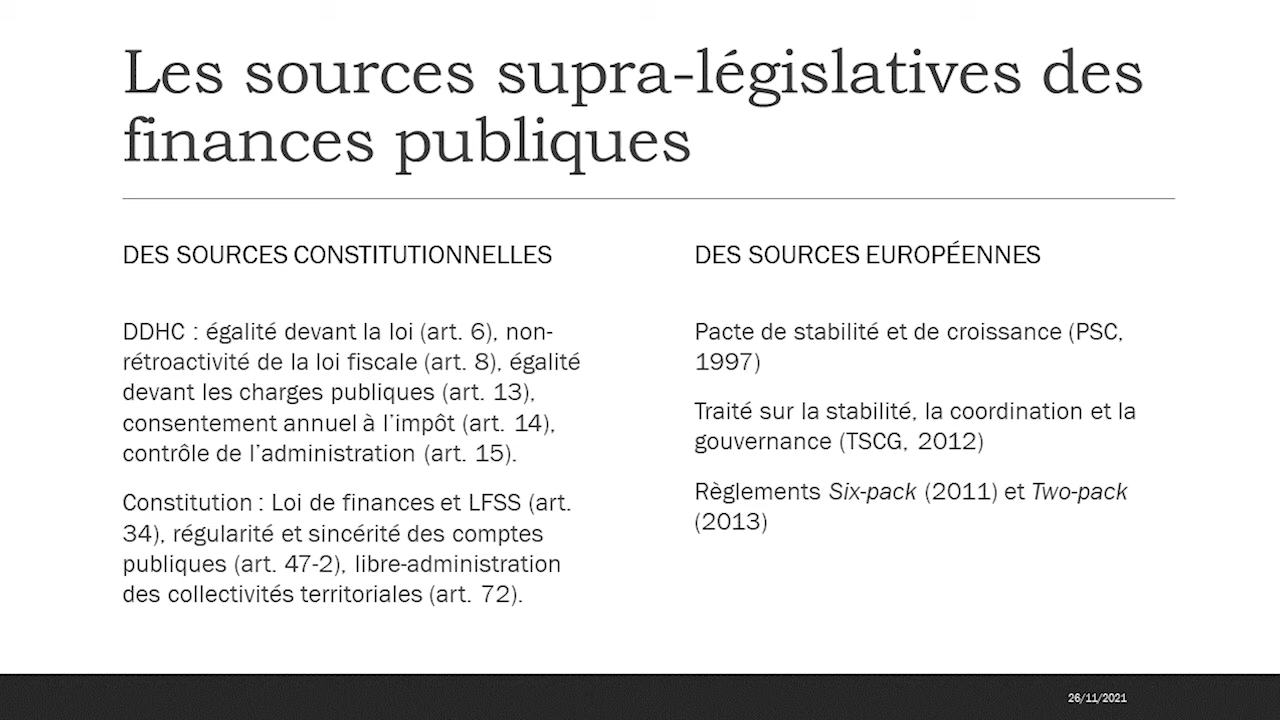 Les sources supra-législatives des
finances publiques
DES SOURCES CONSTITUTIONNELLES
DDHC : égalité devant la loi (art. 6), non-
rétroactivité de la loi fiscale (art. 8), égalité
devant les charges publiques (art. 13),
consentement annuel à l’impôt (art. 14),
contrôle de l’administration (art. 15).
Constitution : Loi de finances et LFSS (art.
34), régularité et sincérité des comptes
publiques (art. 47-2), libre-administration
des collectivités territoriales (art. 72).
DES SOURCES EUROPÉENNES
Pacte de stabilité et de croissance (PSC,
1997)
Traité sur la stabilité, la coordination et la
gouvernance (TSCG, 2012)
Règlements Six-pack (2011) et Two-pack
(2013)
26/11/2021